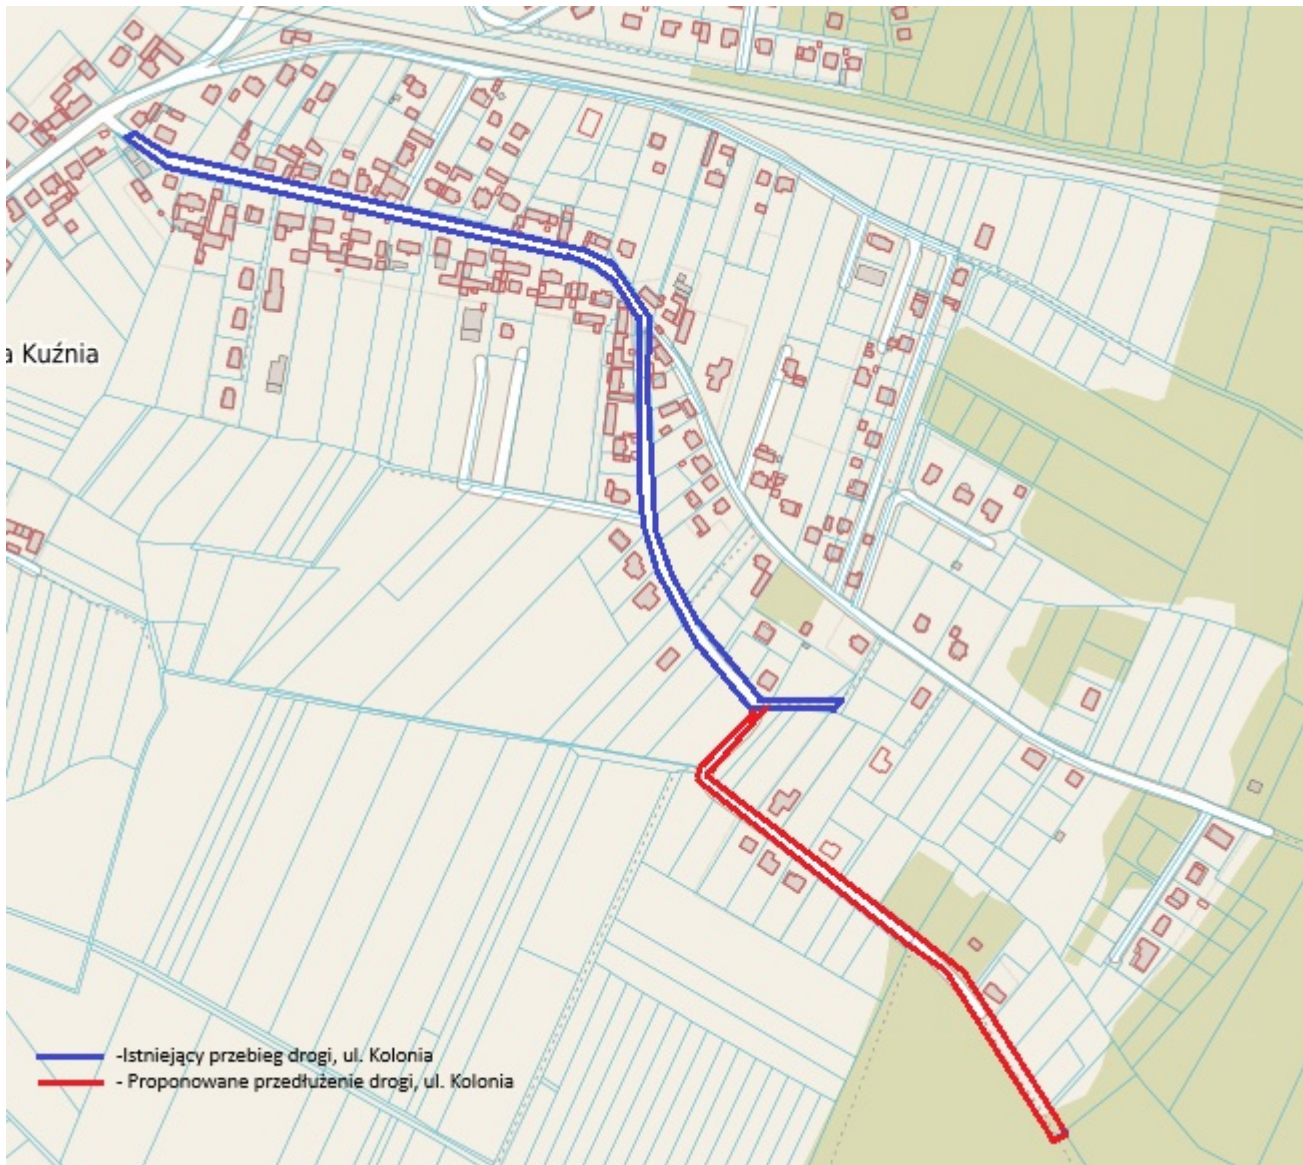 a Kuźnia
-Istniejący przebieg drogi, ul. Kolonia
- Proponowane przedłużenie drogi, ul. Kolonia